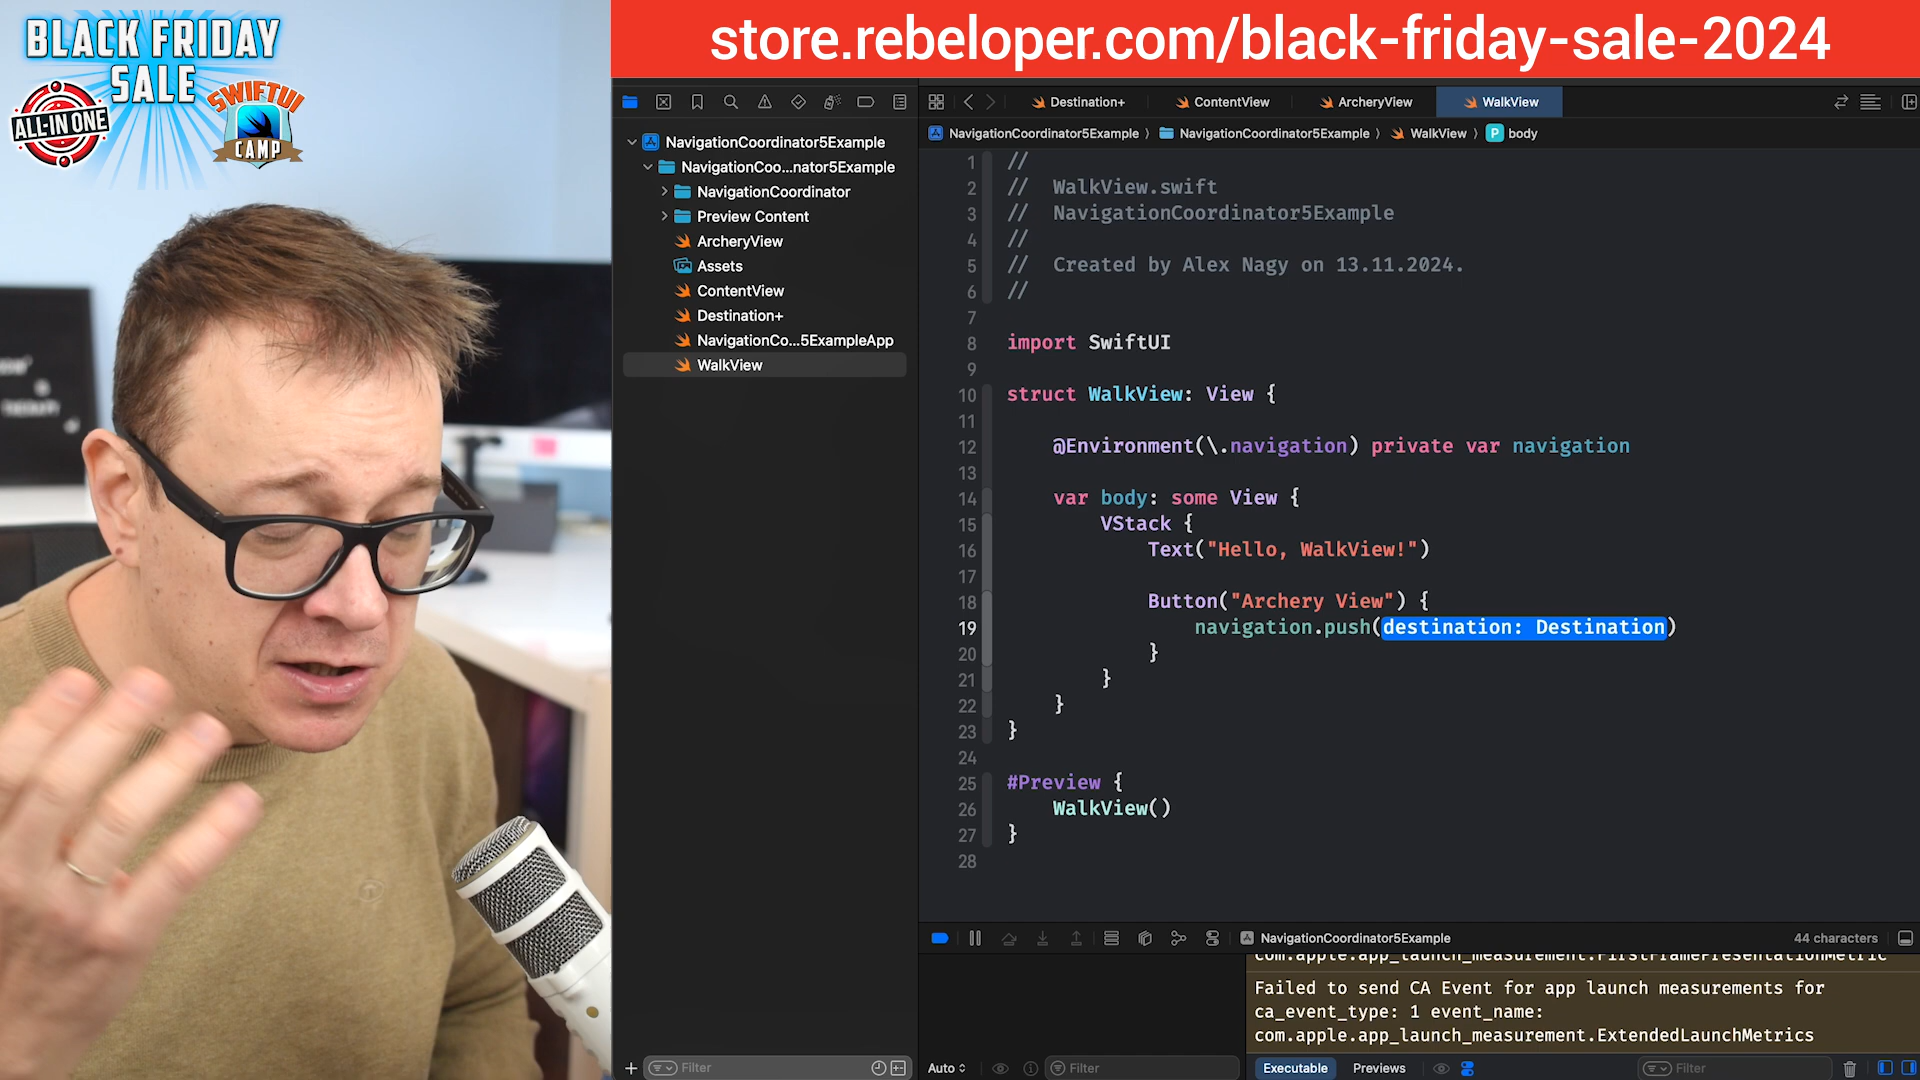 BLACK FRIDAY
SALE
ALL-IN ONE
SWIFTUI
CAMP
store.rebeloper.com/black-friday-sale-2024
Destination+
ContentView
ArcheryView
WalkView
NavigationCoordinator5Example
NavigationCoordinator5Example
WalkView
P
body
NavigationCoordinator5Example
NavigationCoo...nator5Example
NavigationCoordinator
Preview Content
ArcheryView
Assets
ContentView
Destination+
NavigationCo...5ExampleApp
WalkView
1 //
2 // WalkView.swift
3 // NavigationCoordinator5Example
4 //
5 // Created by Alex Nagy on 13.11.2024.
6 //
7
8 import SwiftUI
9
10 struct WalkView: View {
11
12 @Environment(\.navigation) private var navigation
13
14 var body: some View {
15 VStack {
16 Text("Hello, WalkView!")
17
18 Button("Archery View") {
19 navigation.push(destination: Destination)
20 }
21 }
22 }
23 }
24
25 #Preview {
26 WalkView()
27 }
28
NavigationCoordinator5Example
44 characters
com.apple.app_launch_measurement.FirstFramePresentationMetric
Failed to send CA Event for app launch measurements for
ca_event_type: 1 event_name:
com.apple.app_launch_measurement.ExtendedLaunchMetrics
Filter
Auto
Filter
Executable
Previews
Filter